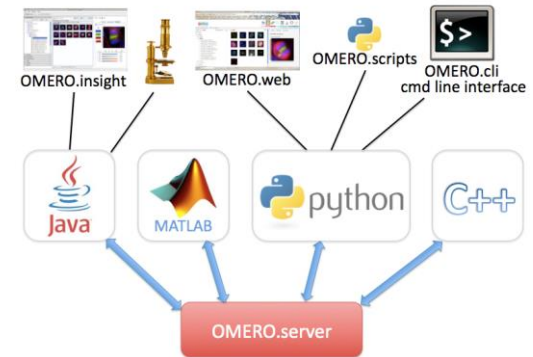 $>
OMERO.insight
OMERO.web
OMERO.scripts
OMERO.cli
cmd line interface
Java
MATLAB
python
C++
OMERO.server